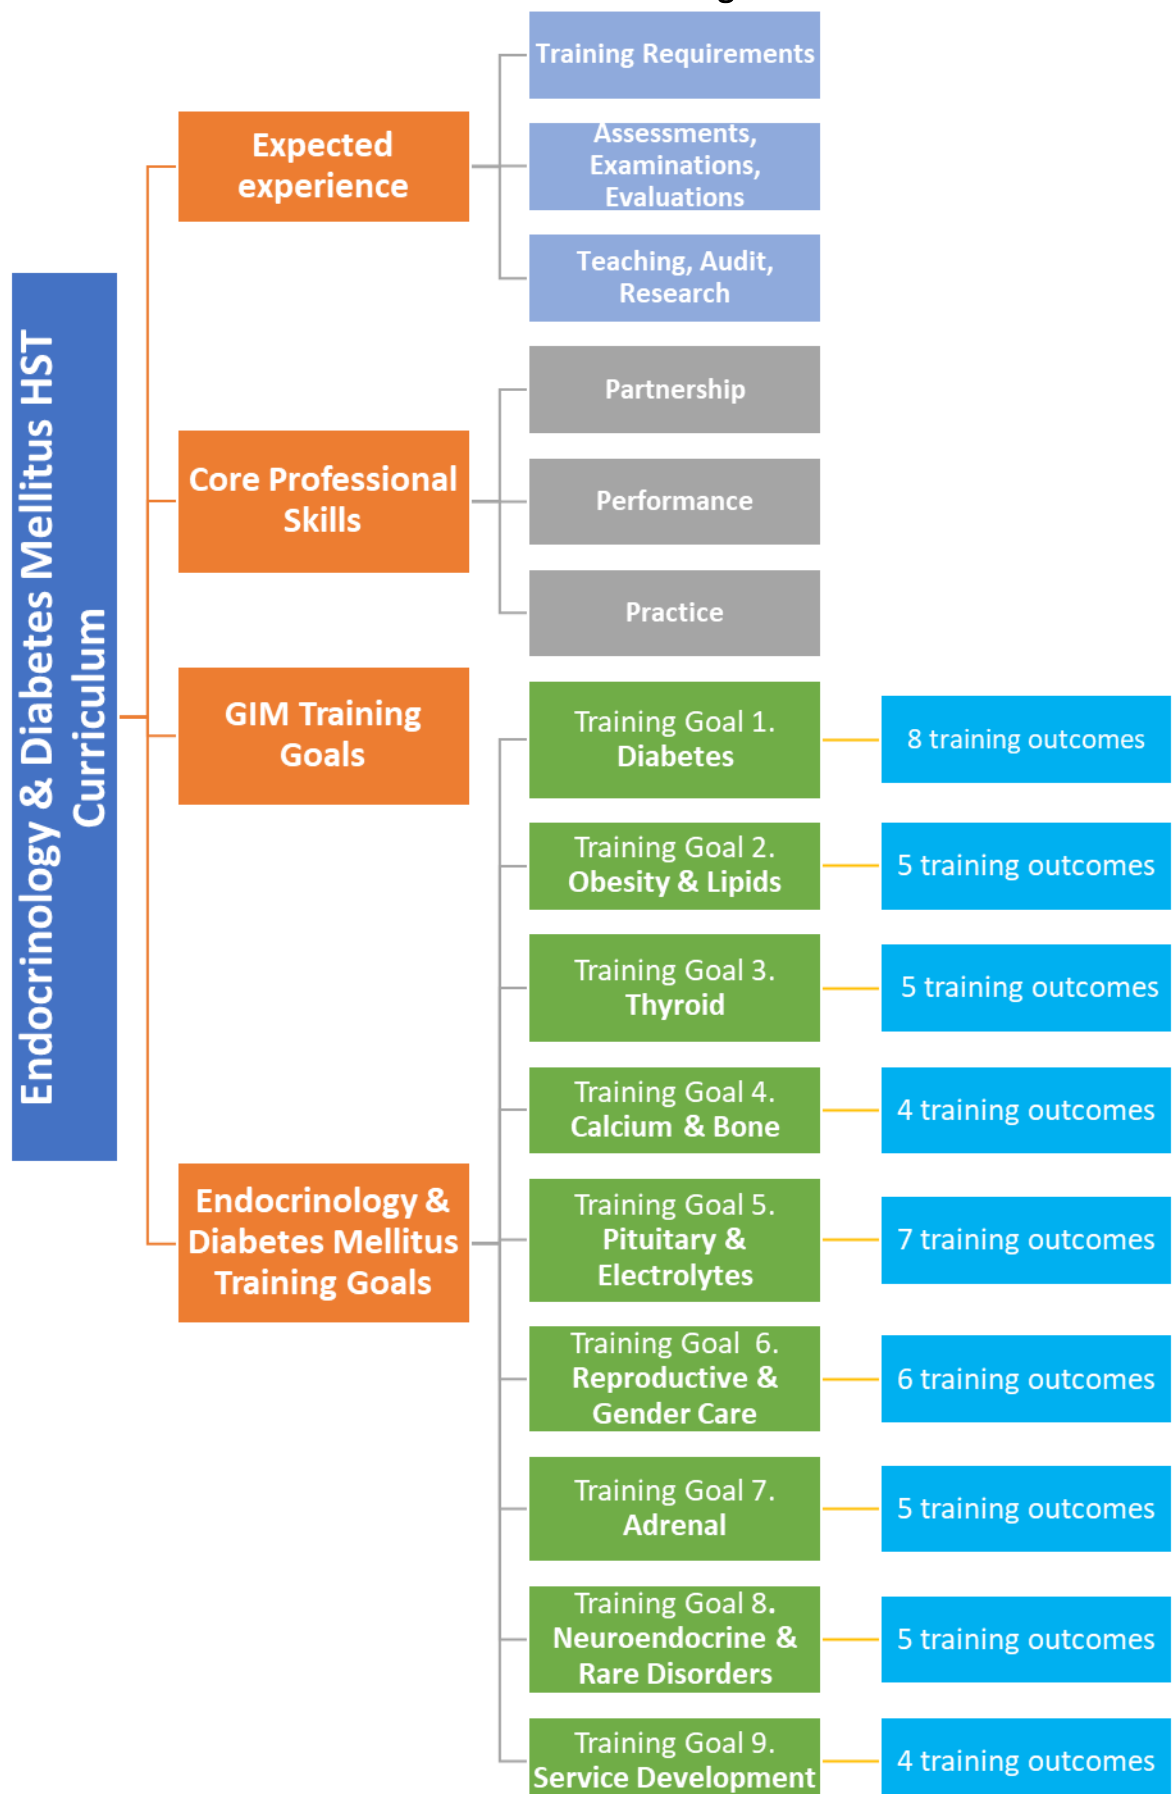 Endocrinology & Diabetes Mellitus HST
Curriculum
Expected
experience
Training Requirements
Assessments,
Examinations,
Evaluations
Teaching, Audit,
Research
Core Professional
Skills
Partnership
Performance
Practice
GIM Training
Goals
Endocrinology &
Diabetes Mellitus
Training Goals
Training Goal 1.
Diabetes
8 training outcomes
Training Goal 2.
Obesity & Lipids
5 training outcomes
Training Goal 3.
Thyroid
5 training outcomes
Training Goal 4.
Calcium & Bone
4 training outcomes
Training Goal 5.
Pituitary &
Electrolytes
7 training outcomes
Training Goal 6.
Reproductive &
Gender Care
6 training outcomes
Training Goal 7.
Adrenal
5 training outcomes
Training Goal 8.
Neuroendocrine &
Rare Disorders
5 training outcomes
Training Goal 9.
Service Development
4 training outcomes